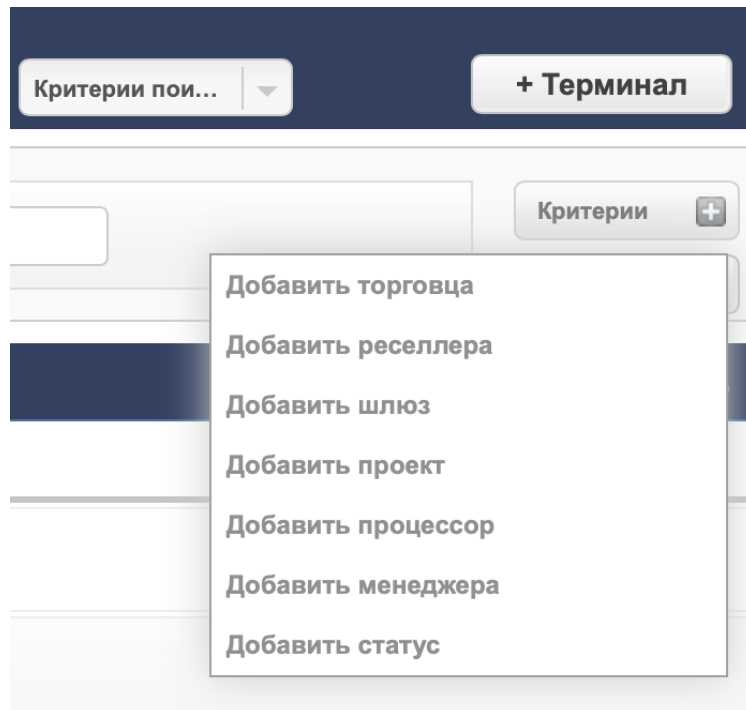 Критерии пои...
+ Терминал
Критерии
Добавить торговца
Добавить реселлера
Добавить шлюз
Добавить проект
Добавить процессор
Добавить менеджера
Добавить статус